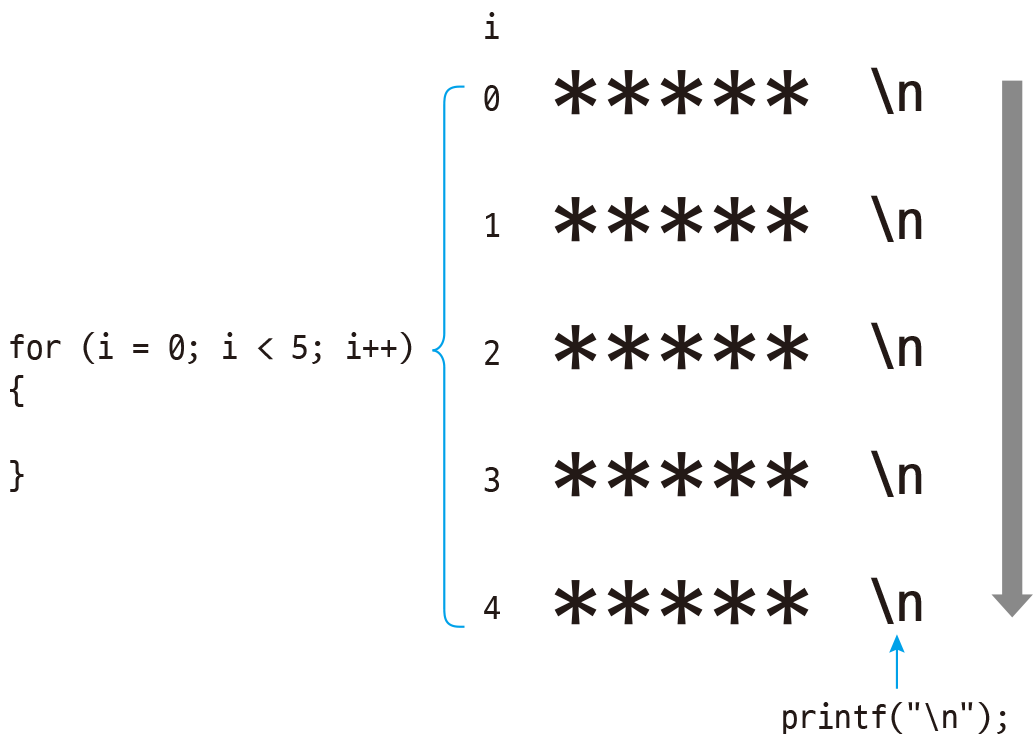 i
0 ***** \n
1 ***** \n
for (i = 0; i < 5; i++)
2 ***** \n
{
3 ***** \n
}
4 ***** \n
printf("\n");